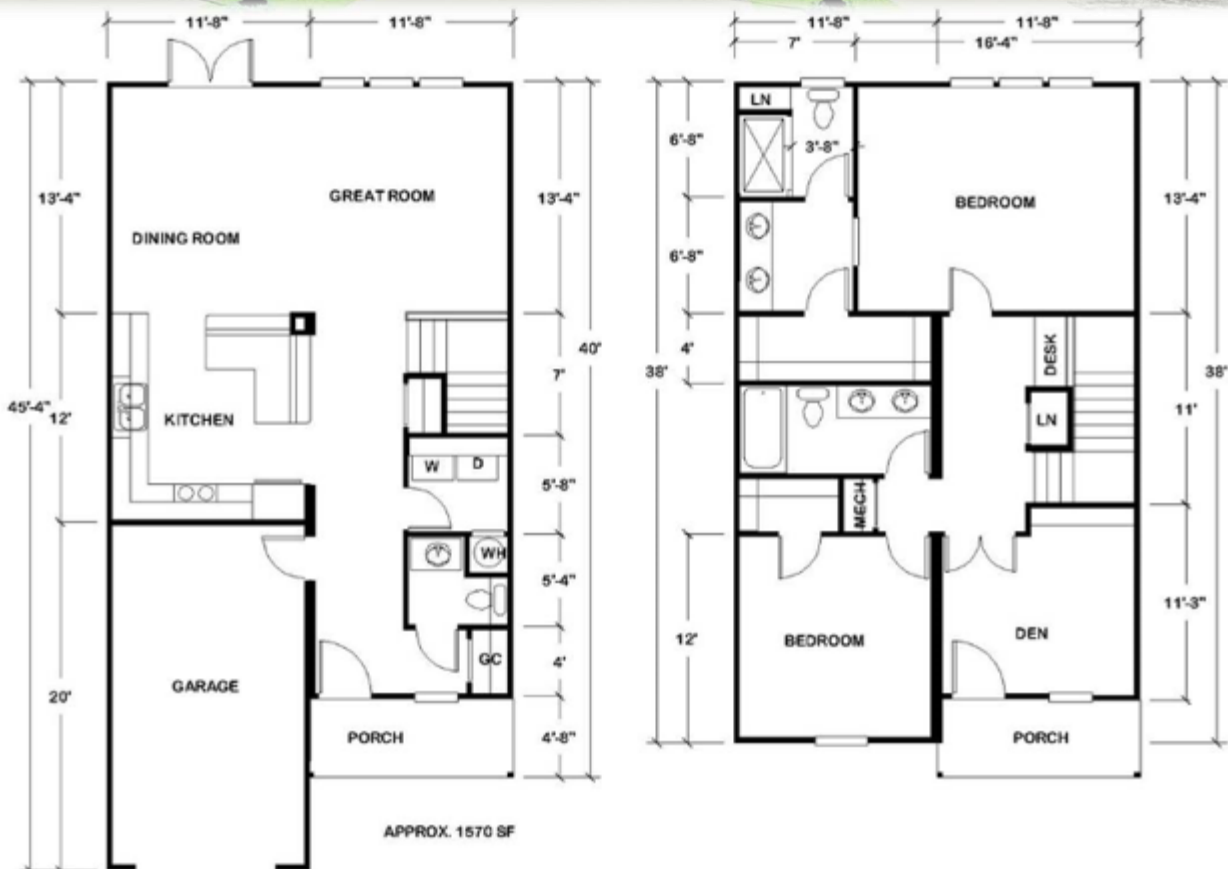 11'-8"
11'-8"
13'-4"
GREAT ROOM
13'-4"
DINING ROOM
40'
7'
45'-4"
12'
KITCHEN
W
D
5'-8"
WH
5'-4"
GC
4'
GARAGE
20'
PORCH
4'-8"
APPROX. 1570 SF
11'-8"
11'-8"
7'
16'-4"
LN
6'-8"
3'-8"
BEDROOM
13'-4"
6'-8"
4'
DESK
38'
38'
11'
LN
MECH
11'-3"
BEDROOM
DEN
12'
PORCH